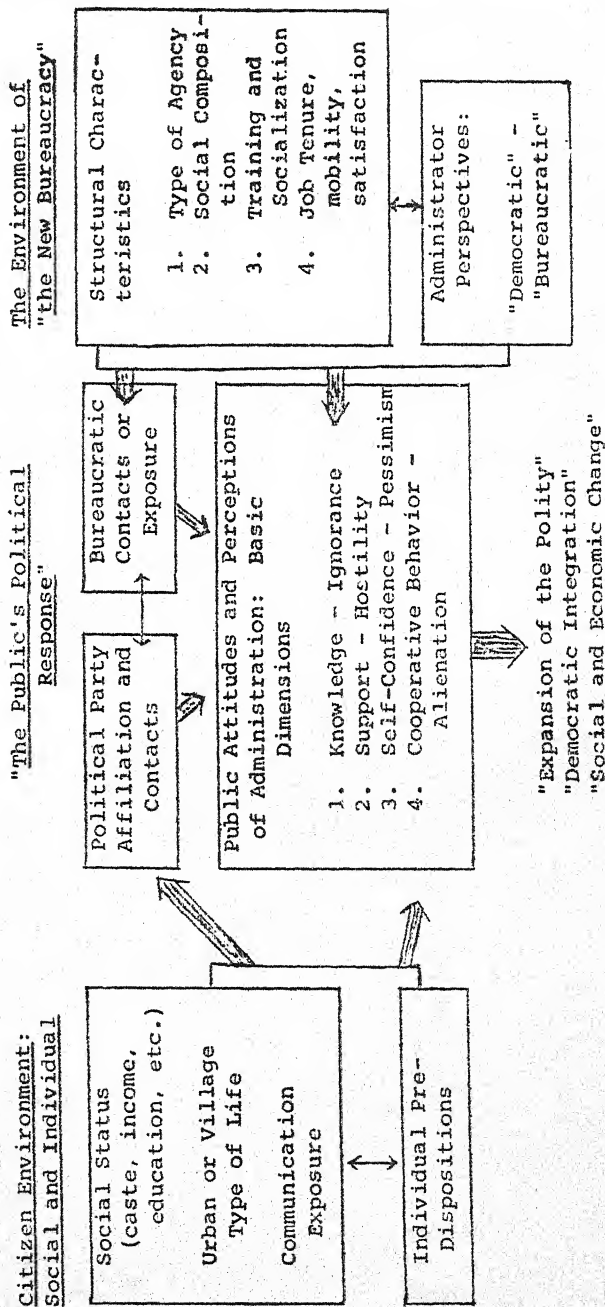 Citizen Environment:
Social and Individual
Social Status
(caste, income,
education, etc.)
Urban or Village
Type of Life
Communication
Exposure
Individual Pre-
Dispositions
"The Public's Political
Response"
Political Party
Affiliation and
Contacts
Bureaucratic
Contacts or
Exposure
Public Attitudes and Perceptions
of Administration: Basic
Dimensions
1. Knowledge - Ignorance
2. Support - Hostility
3. Self-Confidence - Pessimism
4. Cooperative Behavior -
Alienation
"Expansion of the Polity"
"Democratic Integration"
"Social and Economic Change"
The Environment of
"the New Bureaucracy"
Structural Charac-
teristics
1. Type of Agency
2. Social Composi-
tion
3. Training and
Socialization
4. Job Tenure,
mobility,
satisfaction
Administrator
Perspectives:
"Democratic" -
"Bureaucratic"